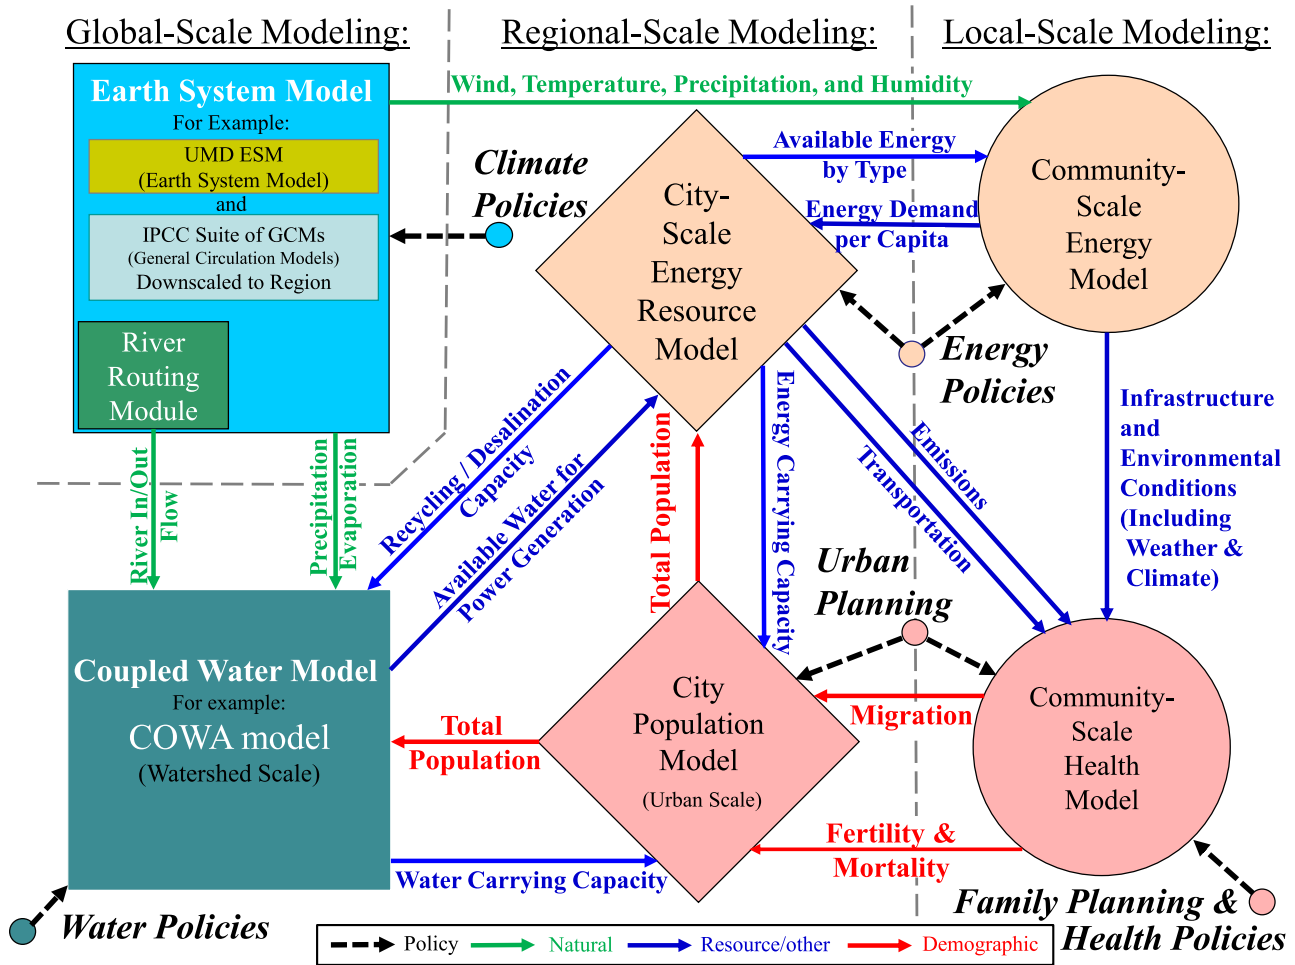 Global-Scale Modeling:
Regional-Scale Modeling:
Local-Scale Modeling:
Earth System Model
For Example:
UMD ESM
(Earth System Model)
and
IPCC Suite of GCMs
(General Circulation Models)
Downscaled to Region
River
Routing
Module
Wind, Temperature, Precipitation, and Humidity
Climate
Policies
City-
Scale
Energy
Resource
Model
Available Energy
by Type
Energy Demand
per Capita
Community-
Scale
Energy
Model
Energy
Policies
River In/Out
Flow
Precipitation
Evaporation
Recycling / Desalination
Capacity
Available Water for
Power Generation
Total Population
Energy Carrying Capacity
Emissions
Transportation
Infrastructure
and
Environmental
Conditions
(Including
Weather &
Climate)
Urban
Planning
Coupled Water Model
For example:
COWA model
(Watershed Scale)
Total
Population
City
Population
Model
(Urban Scale)
Migration
Community-
Scale
Health
Model
Fertility &
Mortality
Water Carrying Capacity
Water Policies
Family Planning &
Health Policies
Policy
Natural
Resource/other
Demographic